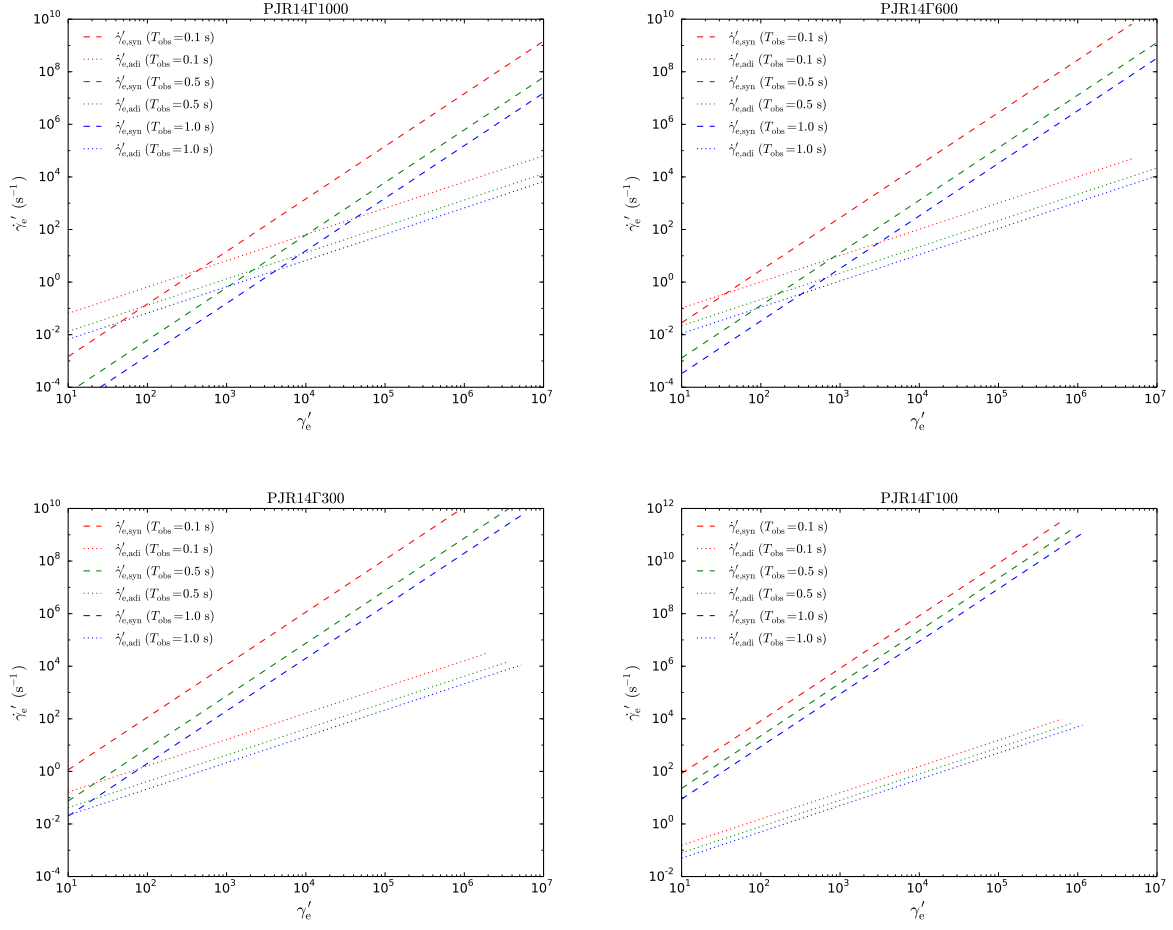 PJR14Γ1000
10^10
10^8
10^6
10^4
10^2
10^0
10^-2
10^-4
γ̇e′ (s^-1)
γ̇′e,syn (Tobs=0.1 s)
γ̇′e,adi (Tobs=0.1 s)
γ̇′e,syn (Tobs=0.5 s)
γ̇′e,adi (Tobs=0.5 s)
γ̇′e,syn (Tobs=1.0 s)
γ̇′e,adi (Tobs=1.0 s)
10^1 10^2 10^3 10^4 10^5 10^6 10^7
γe′
PJR14Γ600
10^10
10^8
10^6
10^4
10^2
10^0
10^-2
10^-4
γ̇e′ (s^-1)
γ̇′e,syn (Tobs=0.1 s)
γ̇′e,adi (Tobs=0.1 s)
γ̇′e,syn (Tobs=0.5 s)
γ̇′e,adi (Tobs=0.5 s)
γ̇′e,syn (Tobs=1.0 s)
γ̇′e,adi (Tobs=1.0 s)
10^1 10^2 10^3 10^4 10^5 10^6 10^7
γe′
PJR14Γ300
10^10
10^8
10^6
10^4
10^2
10^0
10^-2
10^-4
γ̇e′ (s^-1)
γ̇′e,syn (Tobs=0.1 s)
γ̇′e,adi (Tobs=0.1 s)
γ̇′e,syn (Tobs=0.5 s)
γ̇′e,adi (Tobs=0.5 s)
γ̇′e,syn (Tobs=1.0 s)
γ̇′e,adi (Tobs=1.0 s)
10^1 10^2 10^3 10^4 10^5 10^6 10^7
γe′
PJR14Γ100
10^12
10^10
10^8
10^6
10^4
10^2
10^0
10^-2
γ̇e′ (s^-1)
γ̇′e,syn (Tobs=0.1 s)
γ̇′e,adi (Tobs=0.1 s)
γ̇′e,syn (Tobs=0.5 s)
γ̇′e,adi (Tobs=0.5 s)
γ̇′e,syn (Tobs=1.0 s)
γ̇′e,adi (Tobs=1.0 s)
10^1 10^2 10^3 10^4 10^5 10^6 10^7
γe′